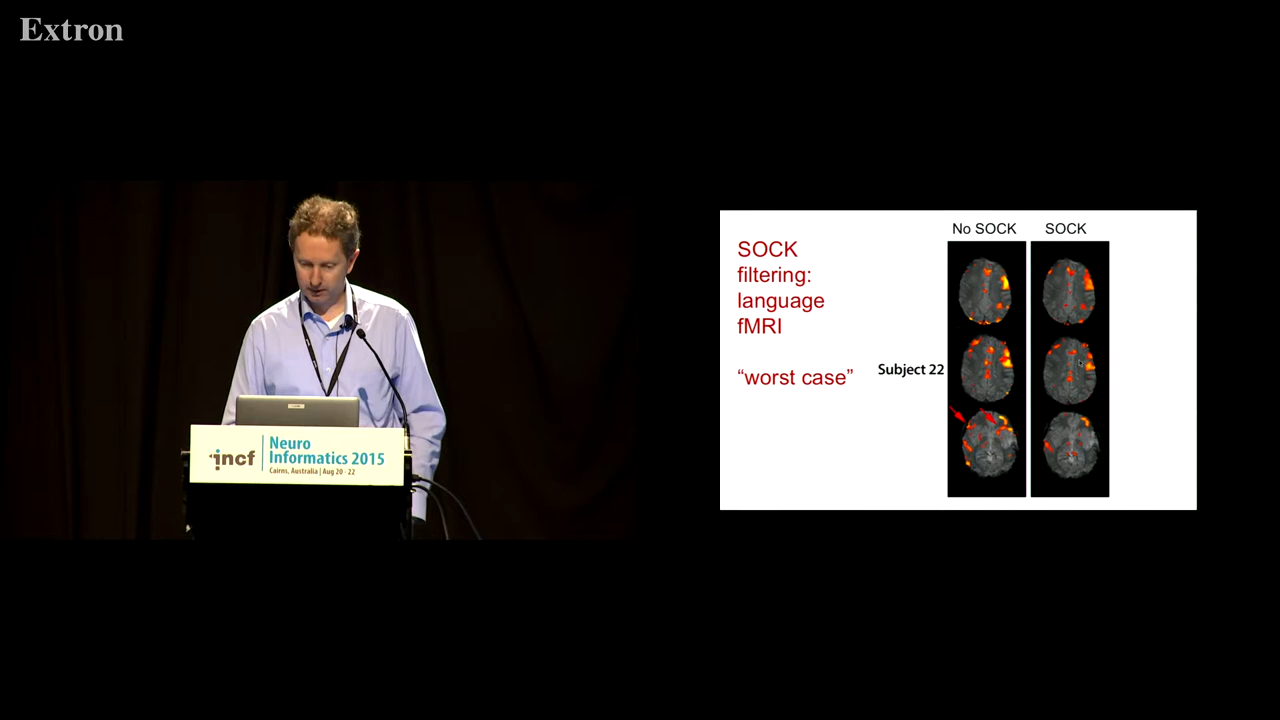 Extron
incf
Neuro
Informatics 2015
Cairns, Australia | Aug 20 - 22
SOCK
filtering:
language
fMRI
“worst case”
No SOCK
SOCK
Subject 22